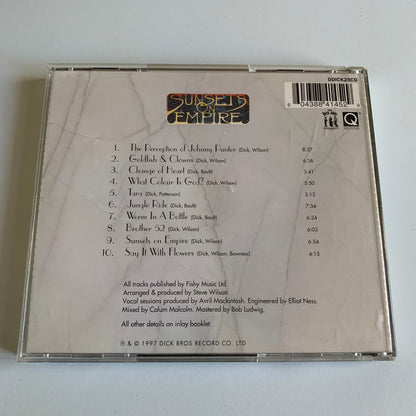 DDICK25CD
SUNSETS
ON
EMPIRE
6 04388 41452 9
Q
1. The Perception of Johnny Punter (Dick, Wilson) 8:37
2. Goldfish & Clowns (Dick, Wilson) 6:36
3. Change of Heart (Dick, Boult) 3:41
4. What Colour Is God? (Dick, Wilson) 5:50
5. Tara (Dick, Patterson) 5:12
6. Jungle Ride (Dick, Boult) 7:34
7. Worm In A Bottle (Dick, Boult) 6:24
8. Brother 52 (Dick, Wilson) 6:03
9. Sunsets on Empire (Dick, Wilson) 6:54
10. Say It With Flowers (Dick, Wilson, Bowness) 4:15
All tracks published by Fishy Music Ltd.
Arranged & produced by Steve Wilson.
Vocal sessions produced by Avril Mackintosh. Engineered by Elliot Ness.
Mixed by Calum Malcolm. Mastered by Bob Ludwig.
All other details on inlay booklet.
℗ & © 1997 DICK BROS RECORD CO. LTD